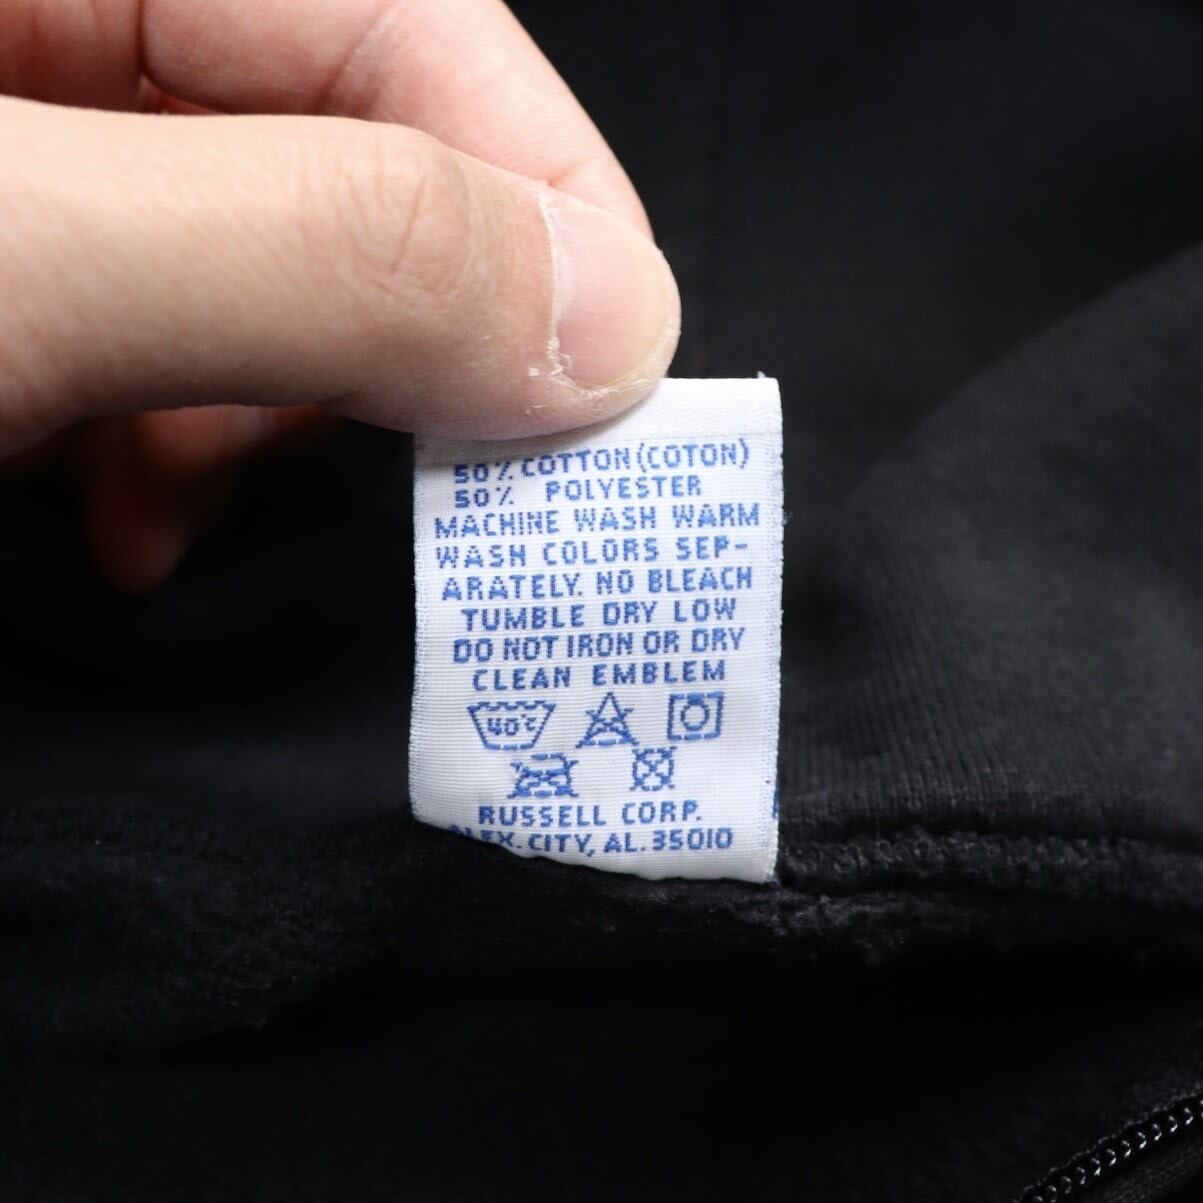 50% COTTON (COTON)
50% POLYESTER
MACHINE WASH WARM
WASH COLORS SEP-
ARATELY. NO BLEACH
TUMBLE DRY LOW
DO NOT IRON OR DRY
CLEAN EMBLEM
40°C
RUSSELL CORP.
ALEX. CITY, AL. 35010